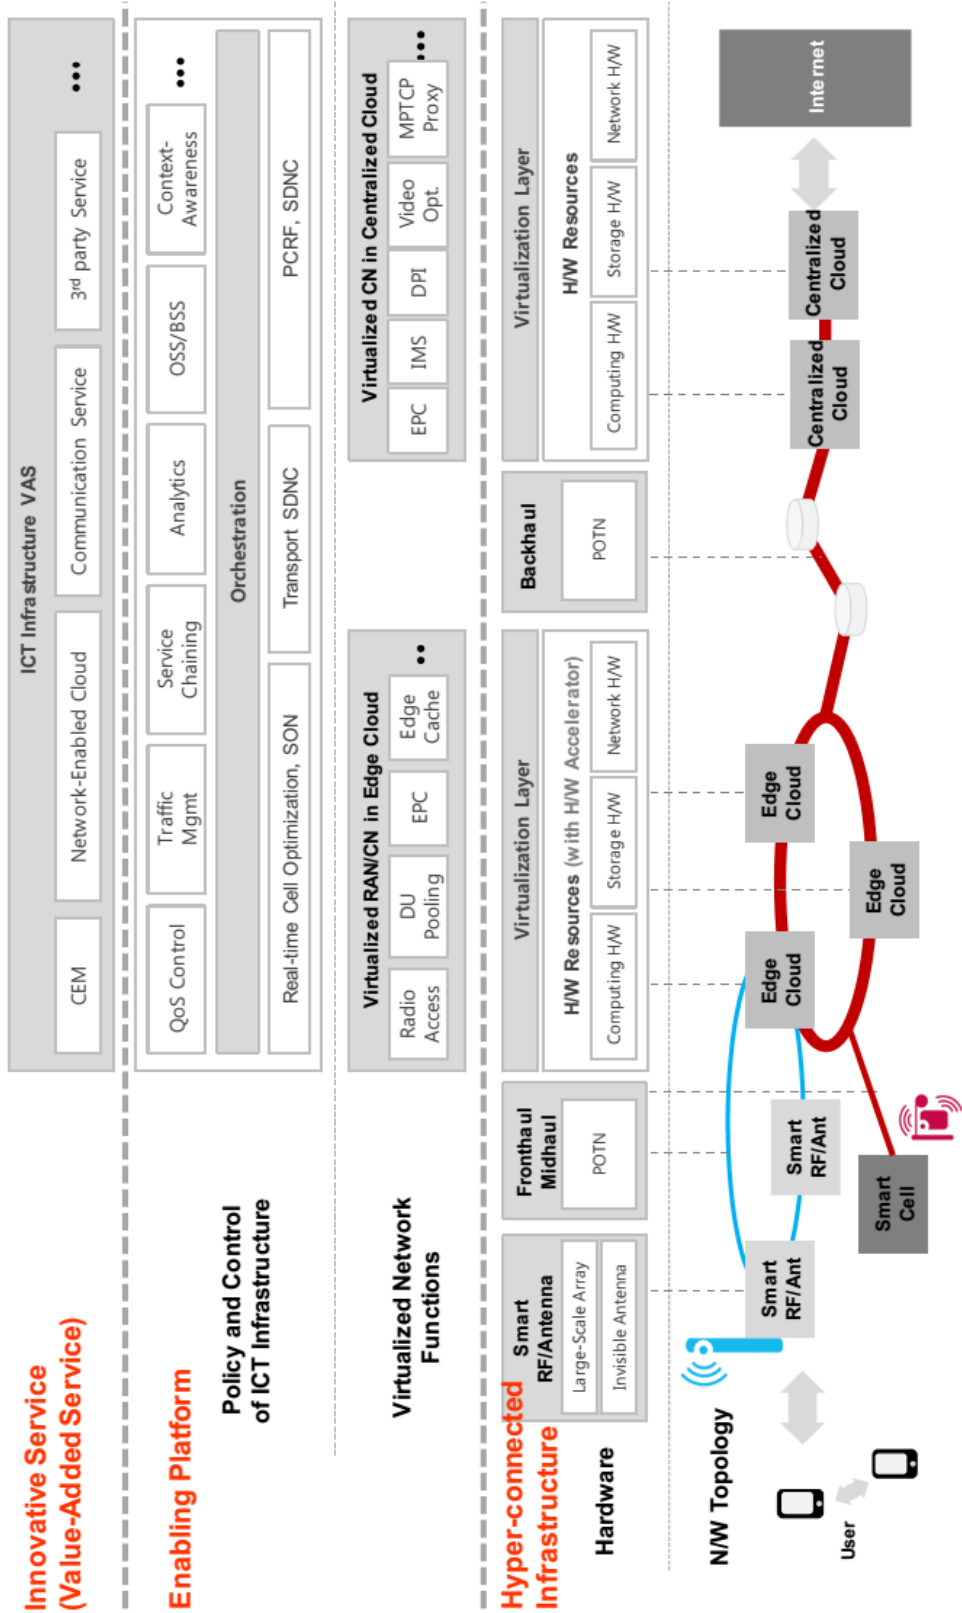 Innovative Service
(Value-Added Service)
ICT Infrastructure VAS
CEM
Network-Enabled Cloud
Communication Service
3rd party Service
...
Enabling Platform
Policy and Control
of ICT Infrastructure
QoS Control
Traffic
Mgmt
Service
Chaining
Analytics
OSS/BSS
Context-
Awareness
...
Orchestration
Real-time Cell Optimization, SON
Transport SDNC
PCRF, SDNC
Virtualized Network
Functions
Virtualized RAN/CN in Edge Cloud
Radio
Access
DU
Pooling
EPC
Edge
Cache
..
Virtualized CN in Centralized Cloud
EPC
IMS
DPI
Video
Opt.
MPTCP
Proxy
...
Hyper-connected
Infrastructure
Hardware
Smart
RF/Antenna
Large-Scale Array
Invisible Antenna
Fronthaul
Midhaul
POTN
Virtualization Layer
H/W Resources (with H/W Accelerator)
Computing H/W
Storage H/W
Network H/W
Backhaul
POTN
Virtualization Layer
H/W Resources
Computing H/W
Storage H/W
Network H/W
N/W Topology
User
Smart
RF/Ant
Smart
RF/Ant
Smart
Cell
Edge
Cloud
Edge
Cloud
Edge
Cloud
Centralized
Cloud
Centralized
Cloud
Internet